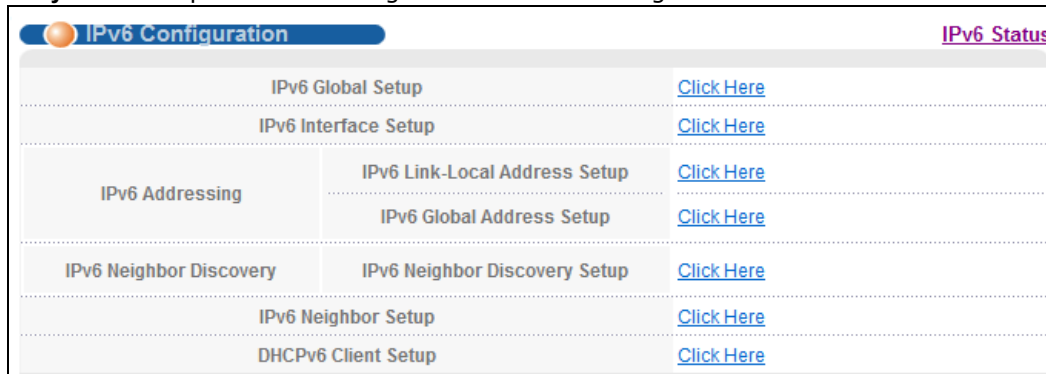 IPv6 Configuration IPv6 Status
IPv6 Global Setup Click Here
IPv6 Interface Setup Click Here
IPv6 Addressing
IPv6 Link-Local Address Setup Click Here
IPv6 Global Address Setup Click Here
IPv6 Neighbor Discovery IPv6 Neighbor Discovery Setup Click Here
IPv6 Neighbor Setup Click Here
DHCPv6 Client Setup Click Here